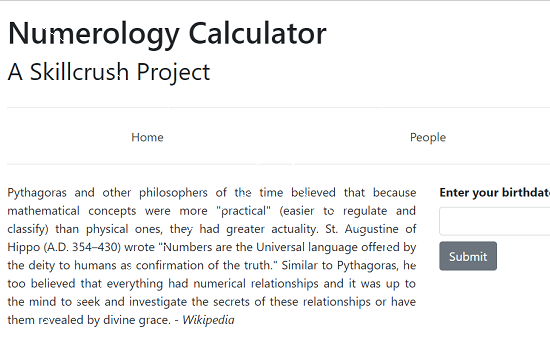 Numerology Calculator
A Skillcrush Project
Home People
Pythagoras and other philosophers of the time believed that because
mathematical concepts were more "practical" (easier to regulate and
classify) than physical ones, they had greater actuality. St. Augustine of
Hippo (A.D. 354–430) wrote "Numbers are the Universal language offered by
the deity to humans as confirmation of the truth." Similar to Pythagoras, he
too believed that everything had numerical relationships and it was up to
the mind to seek and investigate the secrets of these relationships or have
them revealed by divine grace. - Wikipedia
Enter your birthdat
Submit